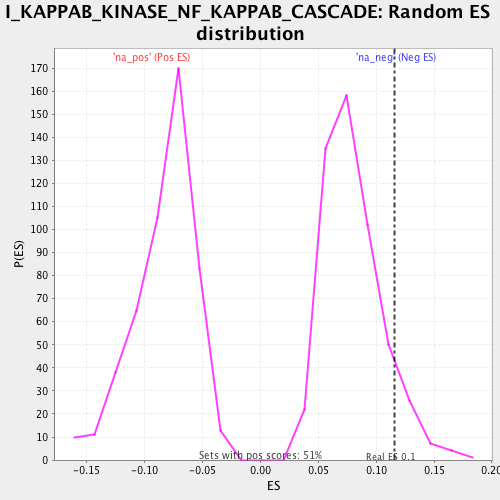 I_KAPPAB_KINASE_NF_KAPPAB_CASCADE: Random ES
distribution
'na_pos' (Pos ES) 'na_neg' (Neg ES)
170
160
150
140
130
120
110
100
90
80
70
60
50
40
30
20
10
0
P(ES)
Sets with pos scores: 51%
Real ES 0.1
-0.15 -0.10 -0.05 0.00 0.05 0.10 0.15 0.20
ES